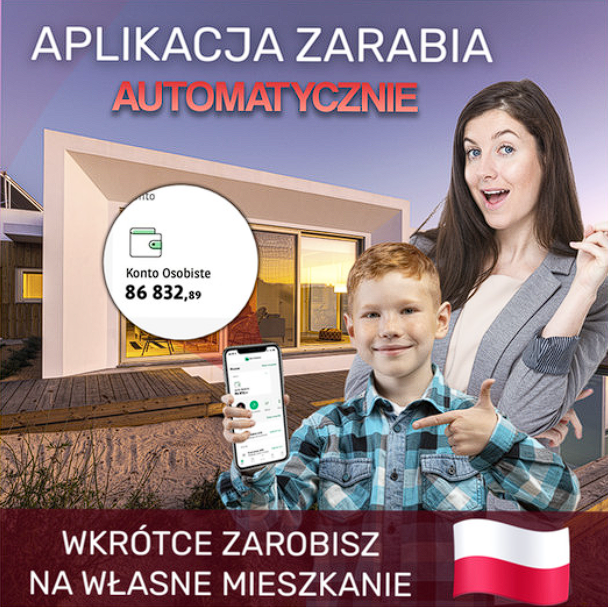 APLIKACJA ZARABIA
AUTOMATYCZNIE
Konto Osobiste
86 832,89
WKRÓTCE ZAROBISZ
NA WŁASNE MIESZKANIE